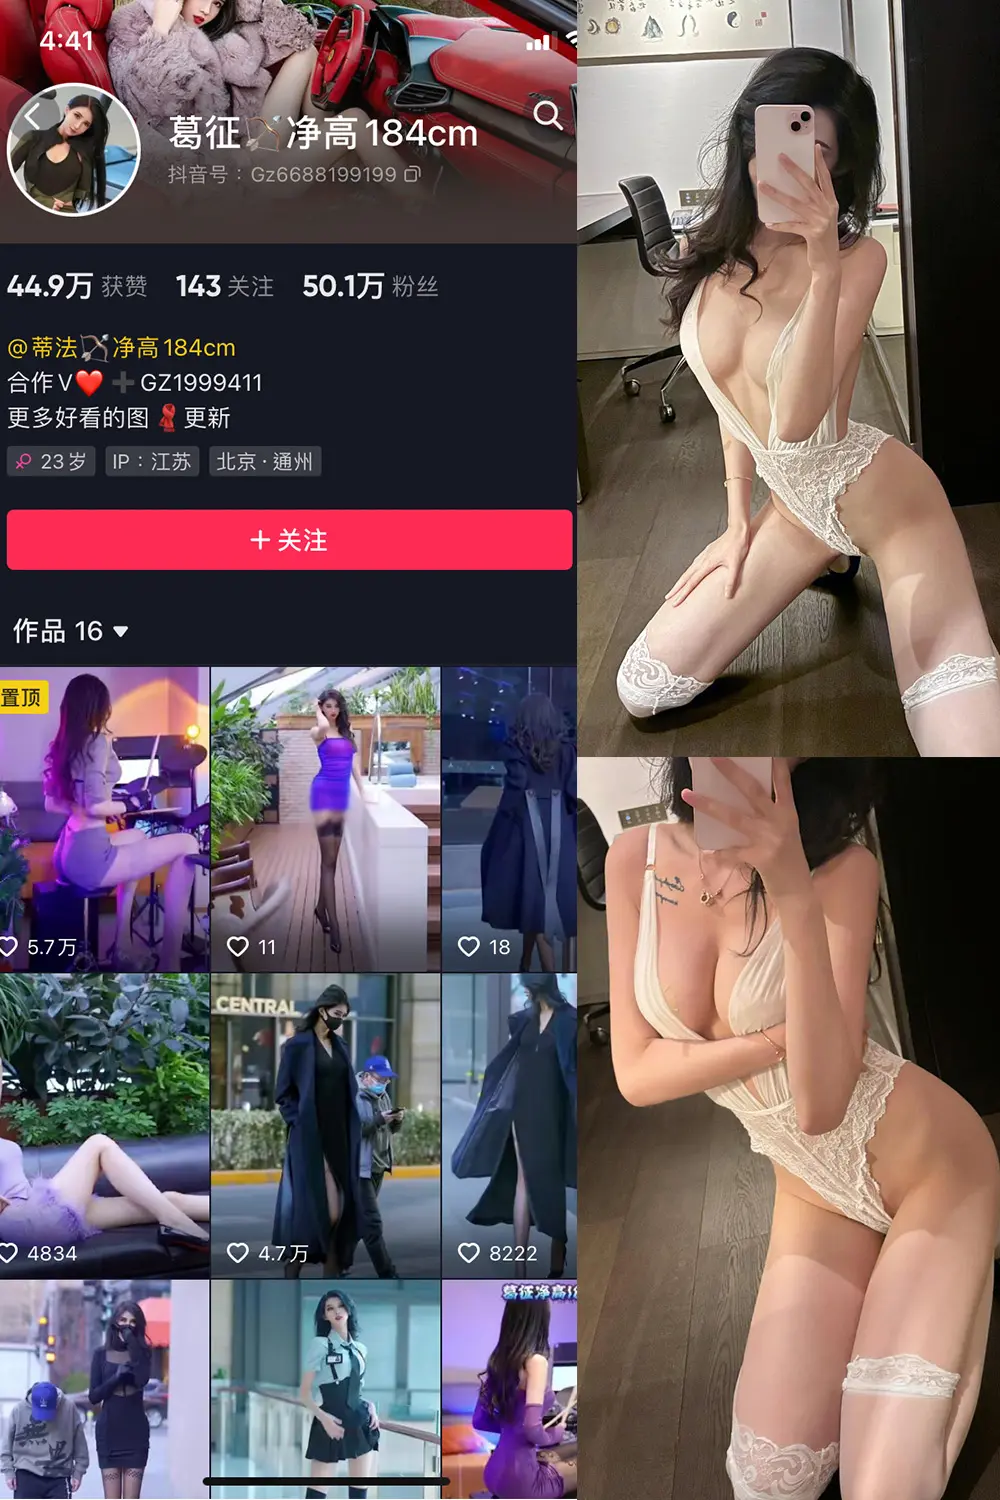 4:41
葛征🏹净高184cm
抖音号：Gz6688199199
44.9万 获赞 143 关注 50.1万 粉丝
@蒂法🏹净高184cm
合作V❤️➕GZ1999411
更多好看的图🧣更新
23岁 IP：江苏 北京·通州
+ 关注
作品 16
置顶
5.7万
11
18
CENTRAL
4834
4.7万
8222
葛征净高